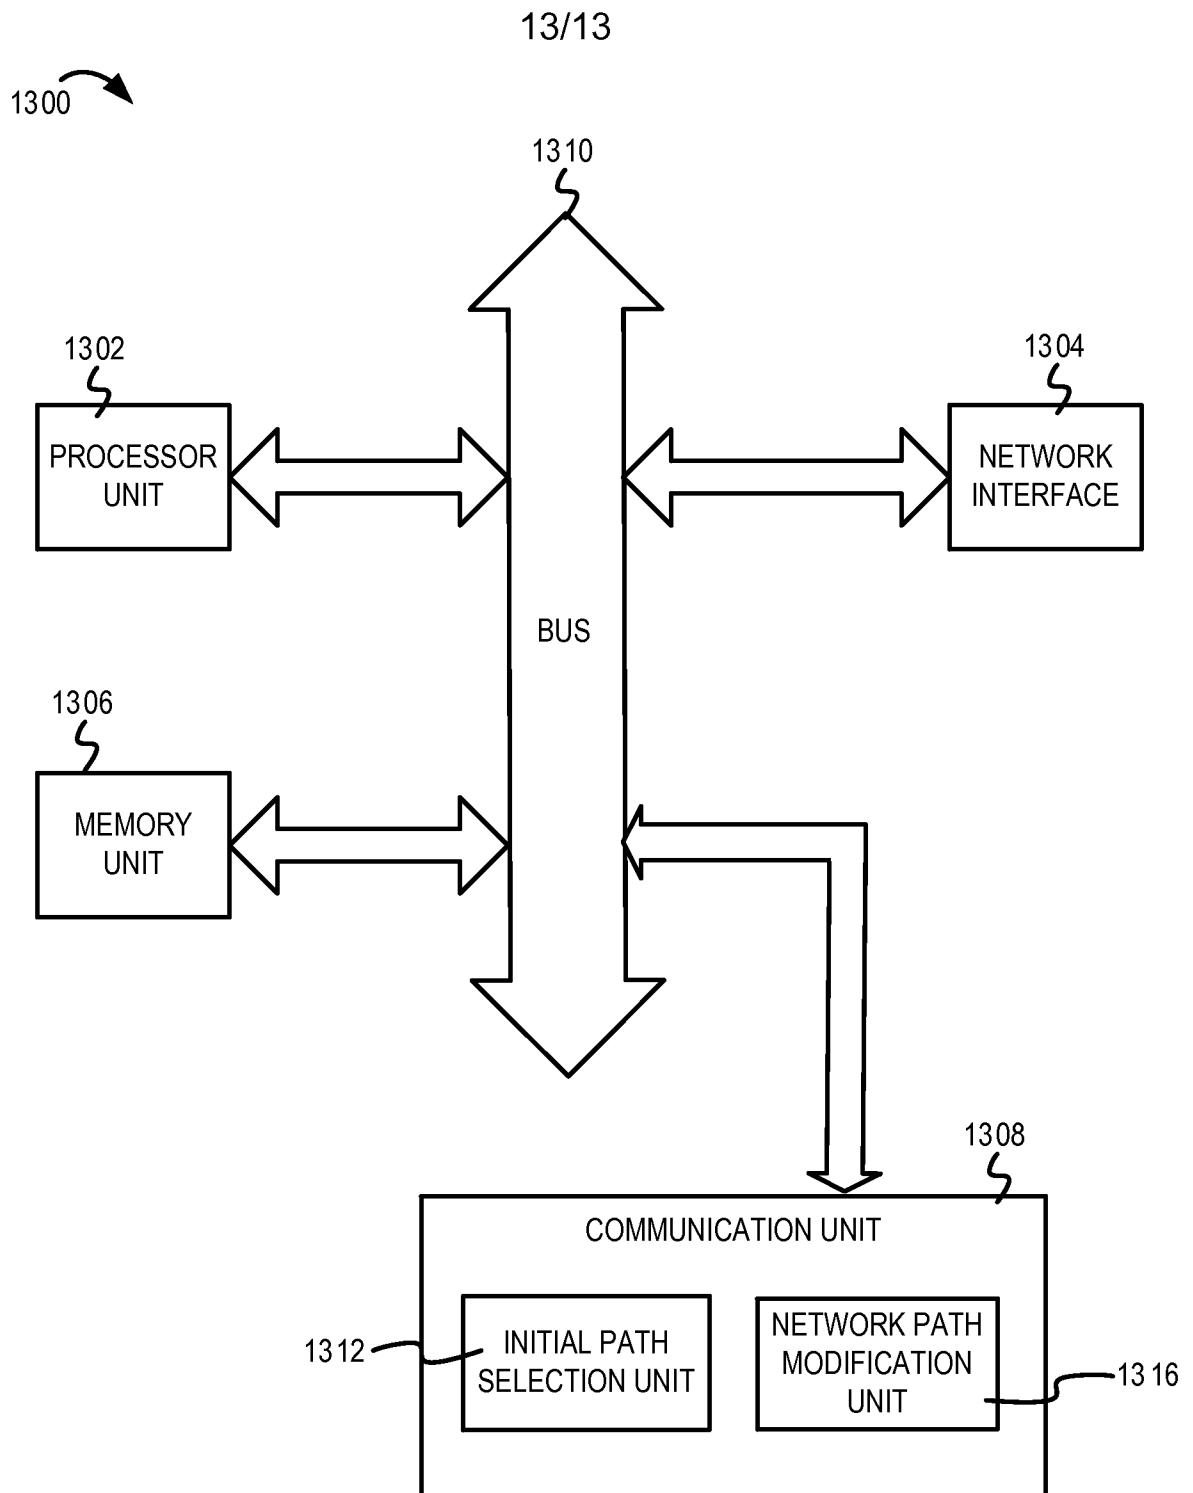 13/13
1300
1310
1302
1304
PROCESSOR
UNIT
NETWORK
INTERFACE
BUS
1306
MEMORY
UNIT
1308
COMMUNICATION UNIT
1312
INITIAL PATH
SELECTION UNIT
NETWORK PATH
MODIFICATION
UNIT
1316